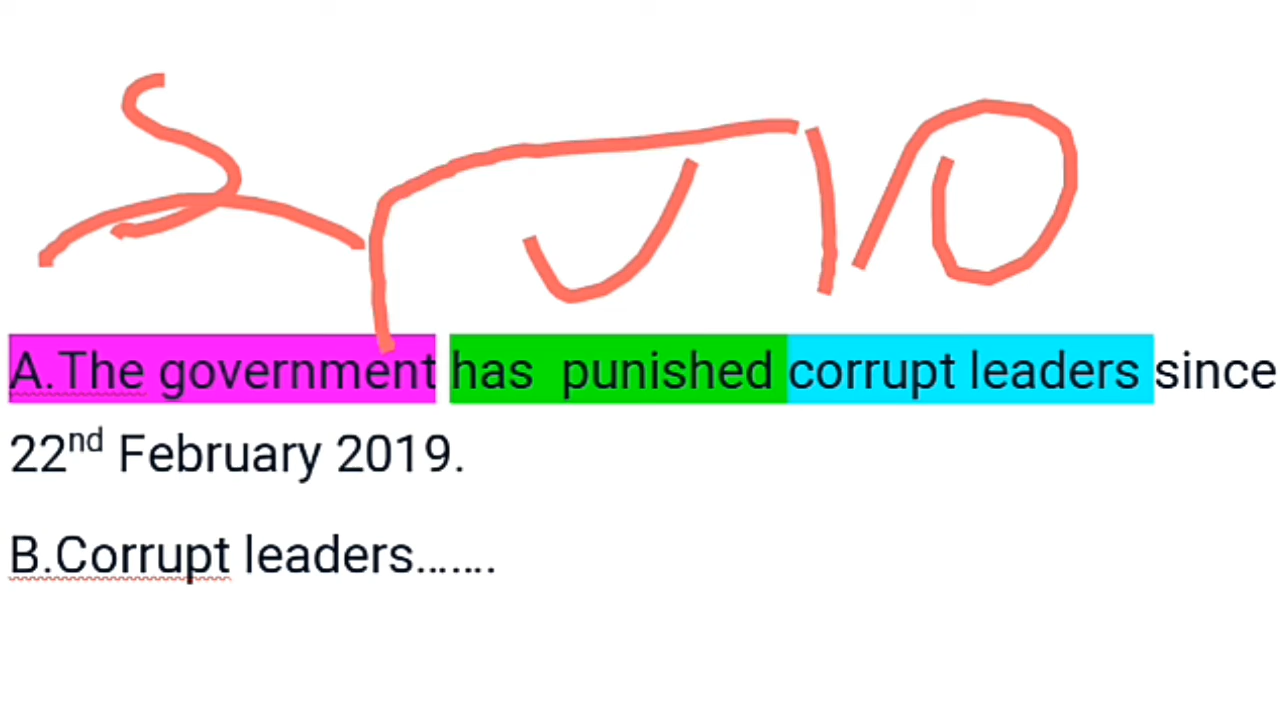 S V O
A.The government has punished corrupt leaders since
22nd February 2019.
B.Corrupt leaders.......